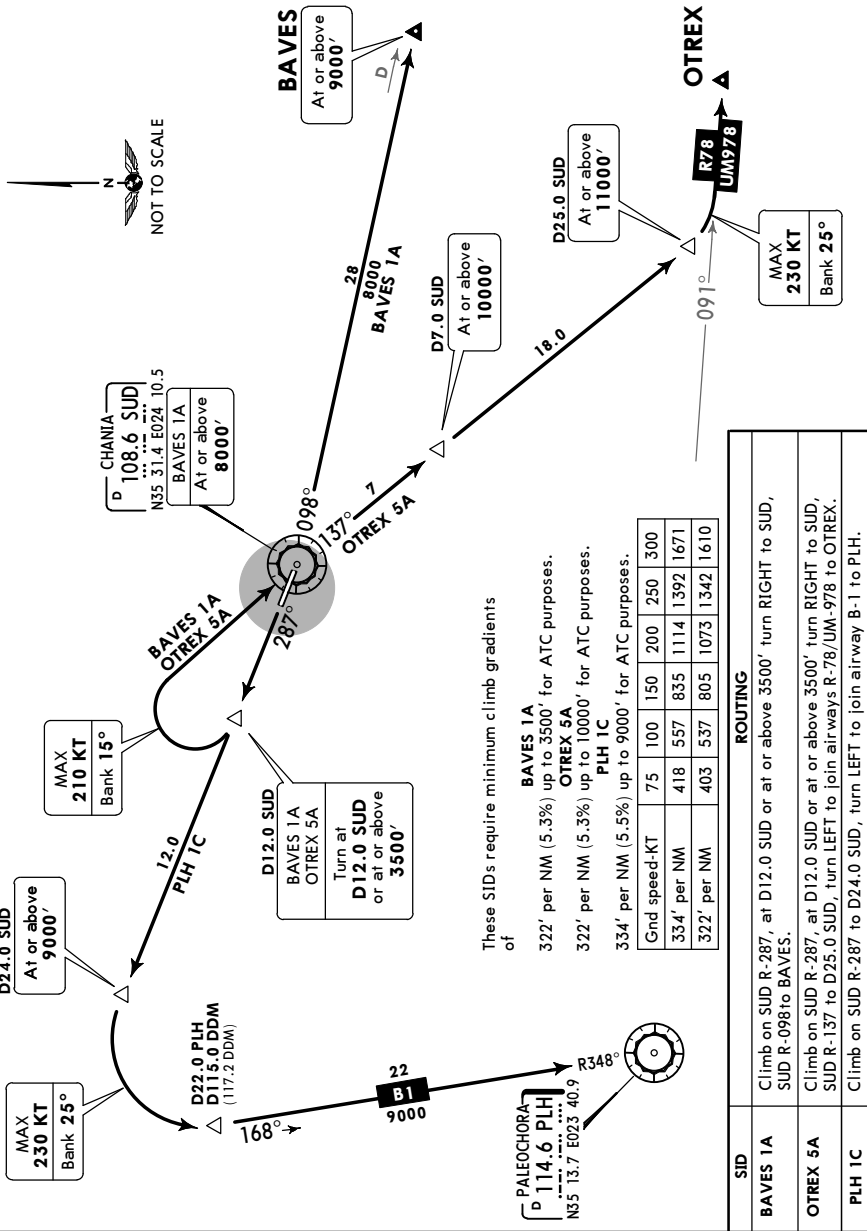 N
NOT TO SCALE
BAVES
At or above
9000'
D
28
8000
BAVES 1A
CHANIA
D 108.6 SUD
N35 31.4 E024 10.5
BAVES 1A
At or above
8000'
098°
137°
7
OTREX 5A
287°
BAVES 1A
OTREX 5A
MAX
210 KT
Bank 15°
D7.0 SUD
At or above
10000'
18.0
D25.0 SUD
At or above
11000'
OTREX
R78
UM978
091°
MAX
230 KT
Bank 25°
D12.0 SUD
BAVES 1A
OTREX 5A
Turn at
D12.0 SUD
or at or above
3500'
12.0
PLH 1C
D24.0 SUD
At or above
9000'
MAX
230 KT
Bank 25°
D22.0 PLH
D115.0 DDM
(117.2 DDM)
168°
22
B1
9000
R348°
PALEOCHORA
D 114.6 PLH
N35 13.7 E023 40.9
These SIDs require minimum climb gradients
of
BAVES 1A
322' per NM (5.3%) up to 3500' for ATC purposes.
OTREX 5A
322' per NM (5.3%) up to 10000' for ATC purposes.
PLH 1C
334' per NM (5.5%) up to 9000' for ATC purposes.
Gnd speed-KT 75 100 150 200 250 300
334' per NM 418 557 835 1114 1392 1671
322' per NM 403 537 805 1073 1342 1610
SID ROUTING
BAVES 1A Climb on SUD R-287, at D12.0 SUD or at or above 3500' turn RIGHT to SUD,
SUD R-098to BAVES.
OTREX 5A Climb on SUD R-287, at D12.0 SUD or at or above 3500' turn RIGHT to SUD,
SUD R-137 to D25.0 SUD, turn LEFT to join airways R-78/UM-978 to OTREX.
PLH 1C Climb on SUD R-287 to D24.0 SUD, turn LEFT to join airway B-1 to PLH.